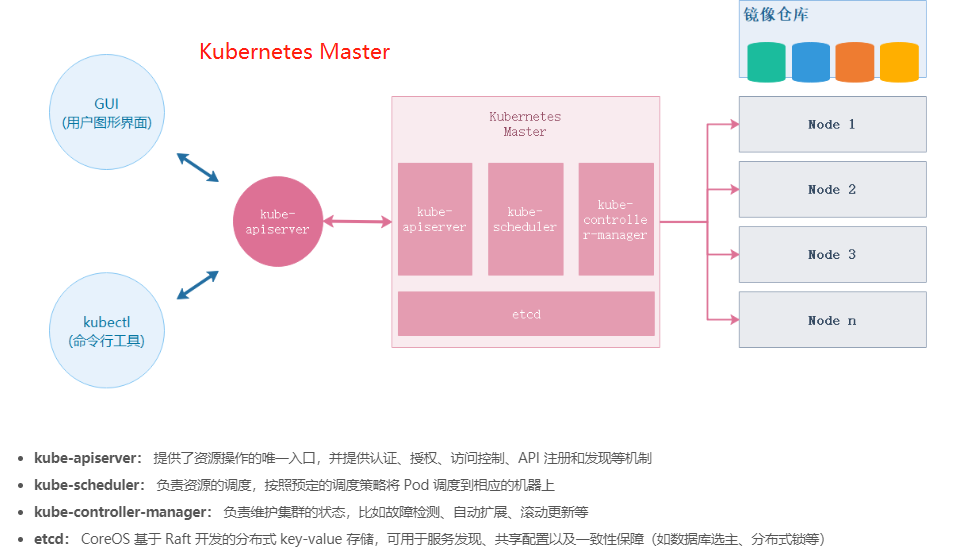 镜像仓库
Kubernetes Master
GUI
(用户图形界面)
kubectl
(命令行工具)
kube-
apiserver
Kubernetes
Master
kube-
apiserver
kube-
scheduler
kube-
controlle
r-manager
etcd
Node 1
Node 2
Node 3
Node n
kube-apiserver： 提供了资源操作的唯一入口，并提供认证、授权、访问控制、API 注册和发现等机制
kube-scheduler： 负责资源的调度，按照预定的调度策略将 Pod 调度到相应的机器上
kube-controller-manager： 负责维护集群的状态，比如故障检测、自动扩展、滚动更新等
etcd： CoreOS 基于 Raft 开发的分布式 key-value 存储，可用于服务发现、共享配置以及一致性保障（如数据库选主、分布式锁等）